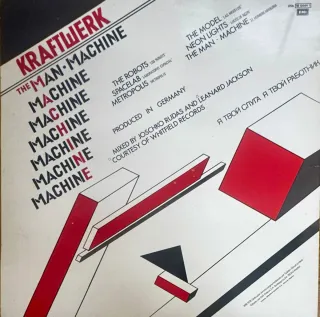 KRAFTWERK
THE MAN·MACHINE
MACHINE
MACHINE
MACHINE
MACHINE
MACHINE
MACHINE
THE ROBOTS
SPACELAB
METROPOLIS
THE MODEL
NEON LIGHTS
THE MAN - MACHINE
PRODUCED IN GERMANY
MIXED BY JOSCHKO RUDAS AND LEANARD JACKSON
COURTESY OF WHITFIELD RECORDS
Я ТВОЙ СЛУГА Я ТВОЙ РАБОТНИК
EMI